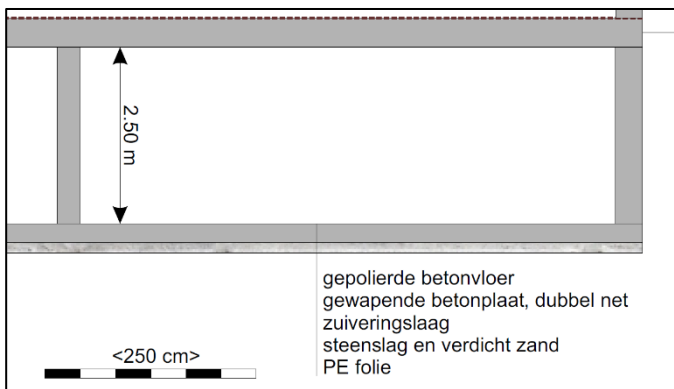 2.50 m
gepolierde betonvloer
gewapende betonplaat, dubbel net
zuiveringslaag
steenslag en verdicht zand
PE folie
<250 cm>